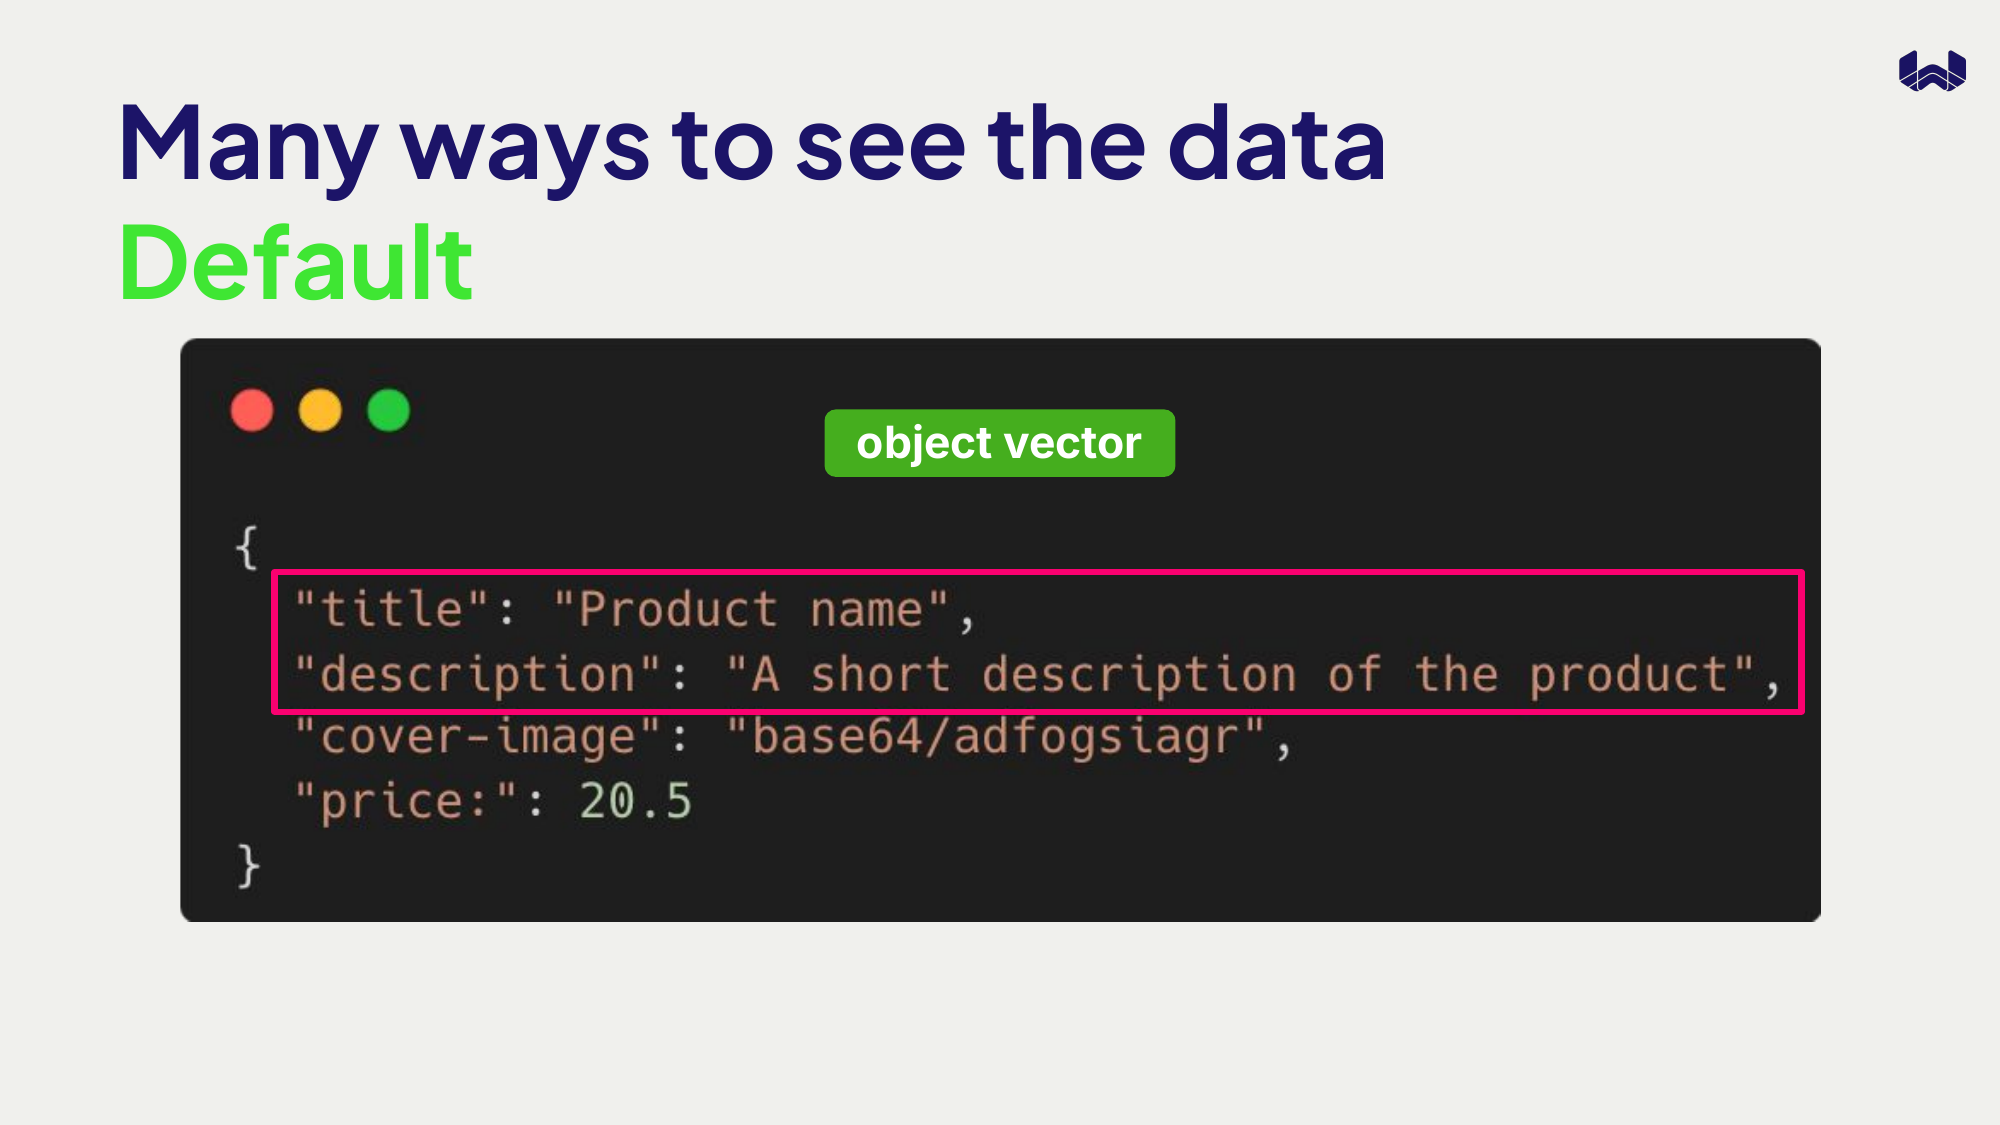 Many ways to see the data
Default
object vector
{
"title": "Product name",
"description": "A short description of the product",
"cover-image": "base64/adfogsiagr",
"price:": 20.5
}